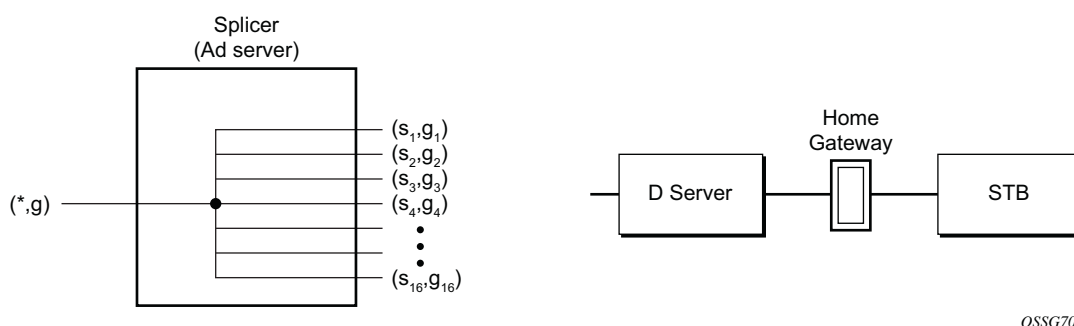 Splicer
(Ad server)
(*,g)
(s1,g1)
(s2,g2)
(s3,g3)
(s4,g4)
(s16,g16)
D Server
Home
Gateway
STB
OSSG70